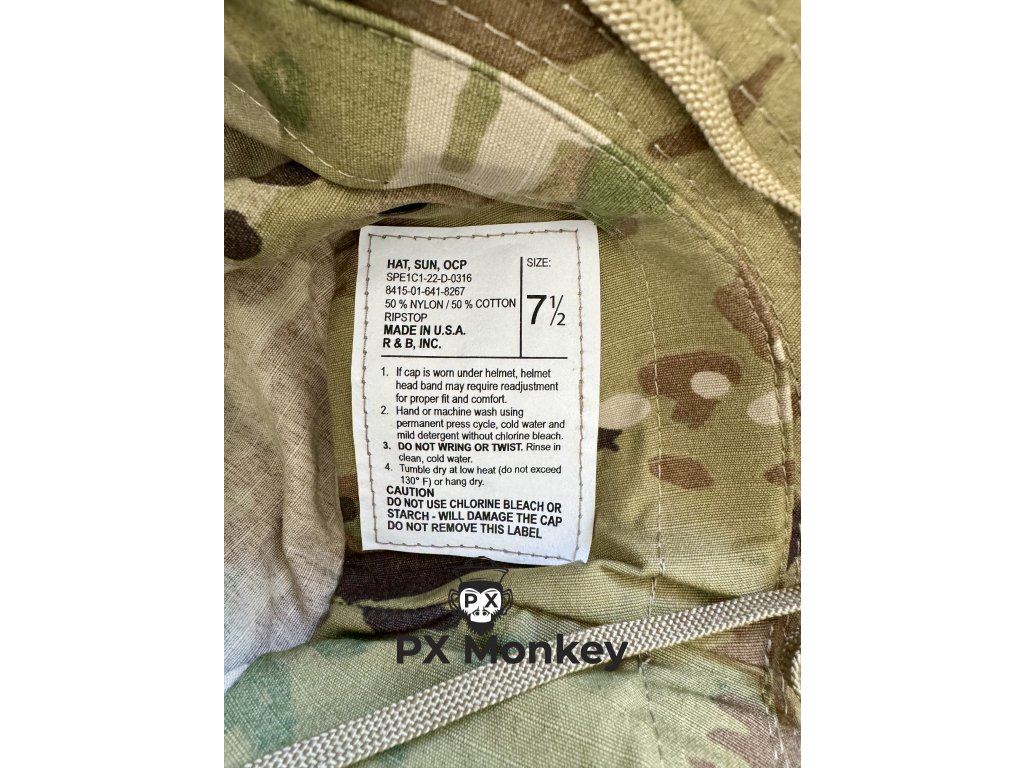 HAT, SUN, OCP
SPE1C1-22-D-0316
8415-01-641-8267
50 % NYLON / 50 % COTTON
RIPSTOP
MADE IN U.S.A.
R & B, INC.
SIZE:
7 1/2
1. If cap is worn under helmet, helmet
head band may require readjustment
for proper fit and comfort.
2. Hand or machine wash using
permanent press cycle, cold water and
mild detergent without chlorine bleach.
3. DO NOT WRING OR TWIST. Rinse in
clean, cold water.
4. Tumble dry at low heat (do not exceed
130° F) or hang dry.
CAUTION
DO NOT USE CHLORINE BLEACH OR
STARCH - WILL DAMAGE THE CAP
DO NOT REMOVE THIS LABEL
PX
PX Monkey